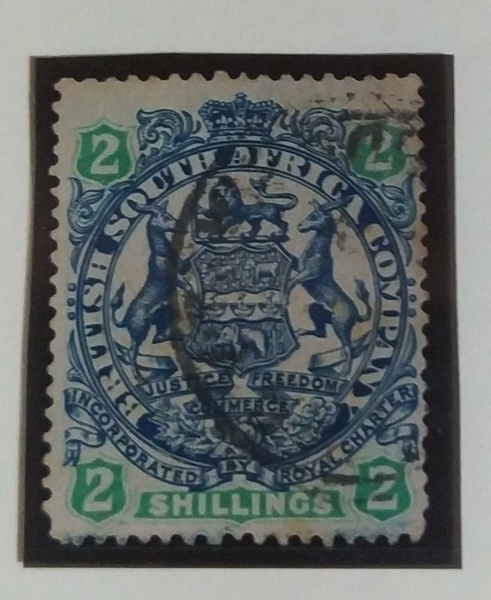 2 2
BRITISH SOUTH AFRICA COMPANY
JUSTICE FREEDOM
COMMERCE
INCORPORATED BY ROYAL CHARTER
2 SHILLINGS 2